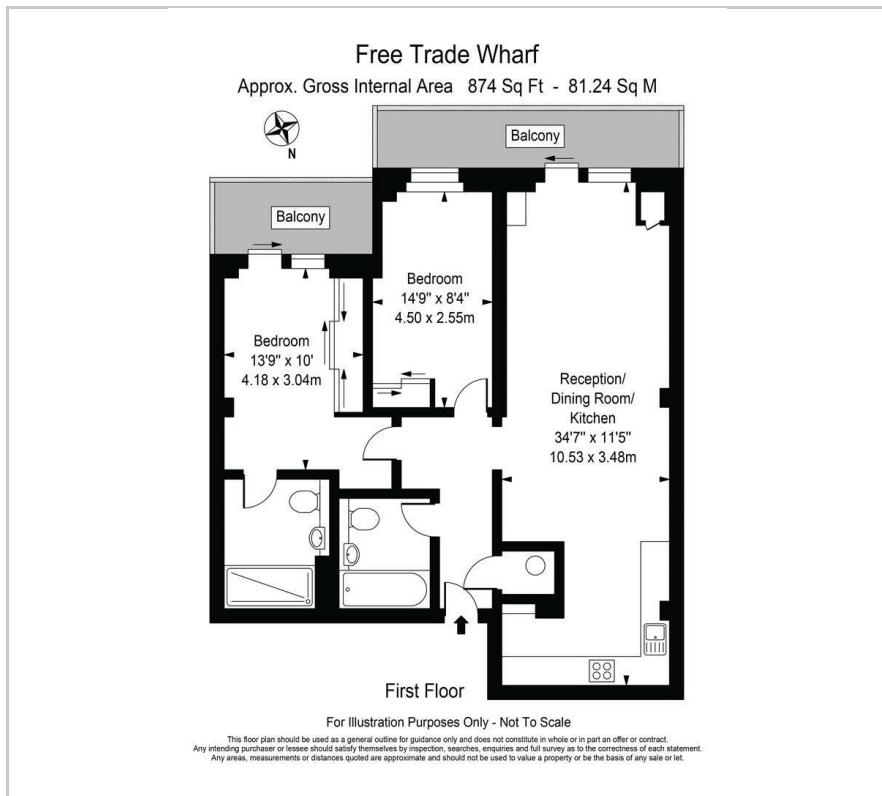 Free Trade Wharf
Approx. Gross Internal Area 874 Sq Ft - 81.24 Sq M
N
Balcony
Balcony
Bedroom
14'9" x 8'4"
4.50 x 2.55m
Bedroom
13'9" x 10'
4.18 x 3.04m
Reception/
Dining Room/
Kitchen
34'7" x 11'5"
10.53 x 3.48m
First Floor
For Illustration Purposes Only - Not To Scale
This floor plan should be used as a general outline for guidance only and does not constitute in whole or in part an offer or contract.
Any intending purchaser or lessee should satisfy themselves by inspection, searches, enquiries and full survey as to the correctness of each statement.
Any areas, measurements or distances quoted are approximate and should not be used to value a property or be the basis of any sale or let.